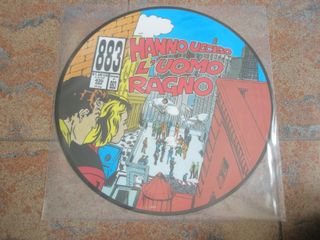 883
HANNO UCCISO
L'UOMO
RAGNO